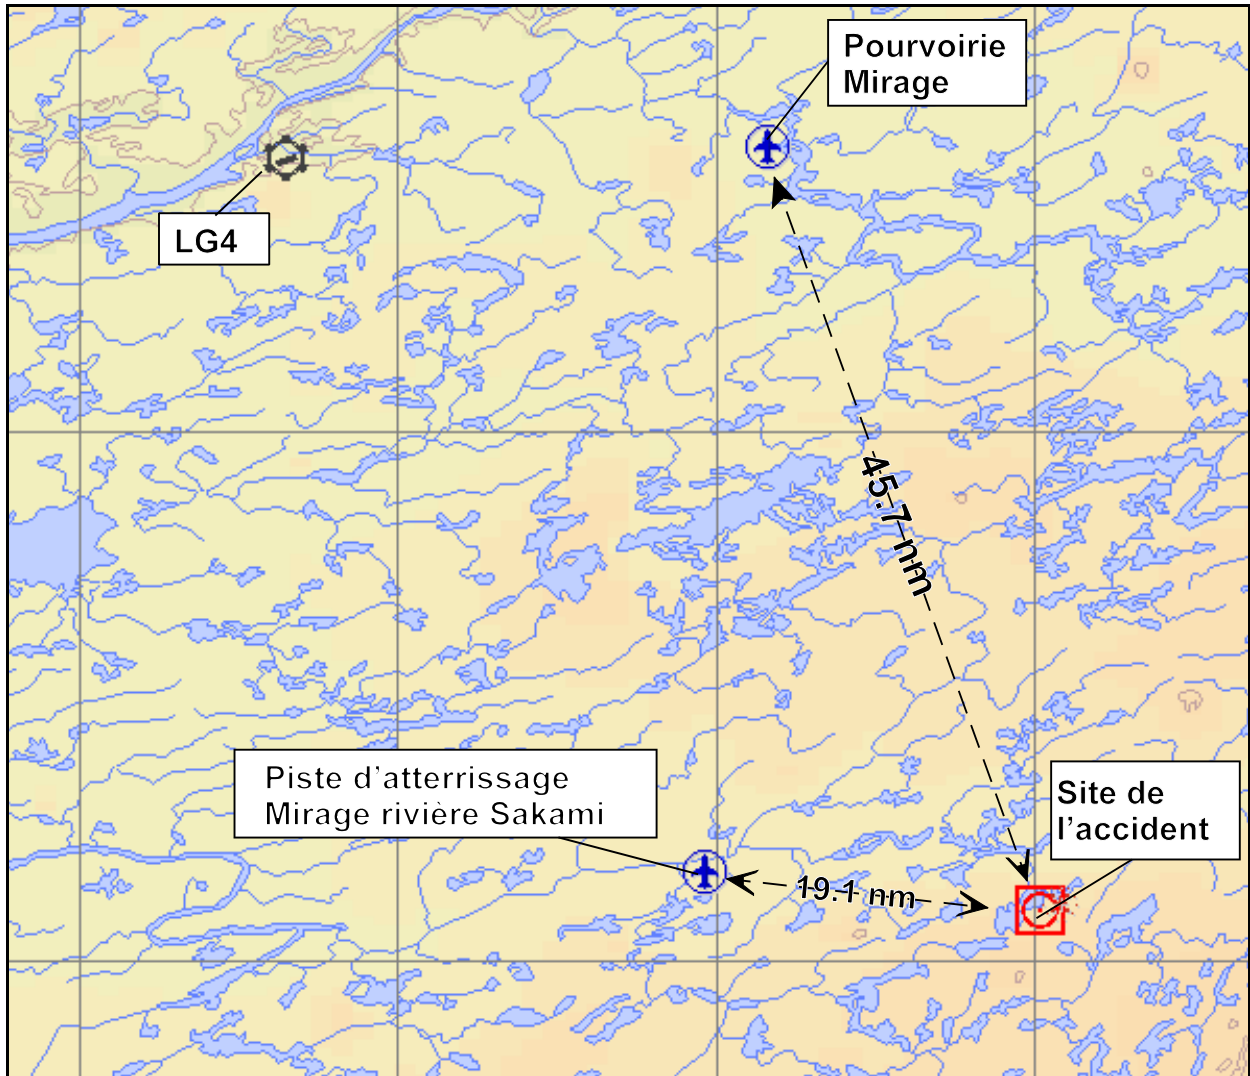 Pourvoirie
Mirage
LG4
45.7 nm
Piste d'atterrissage
Mirage rivière Sakami
Site de
l'accident
19.1 nm